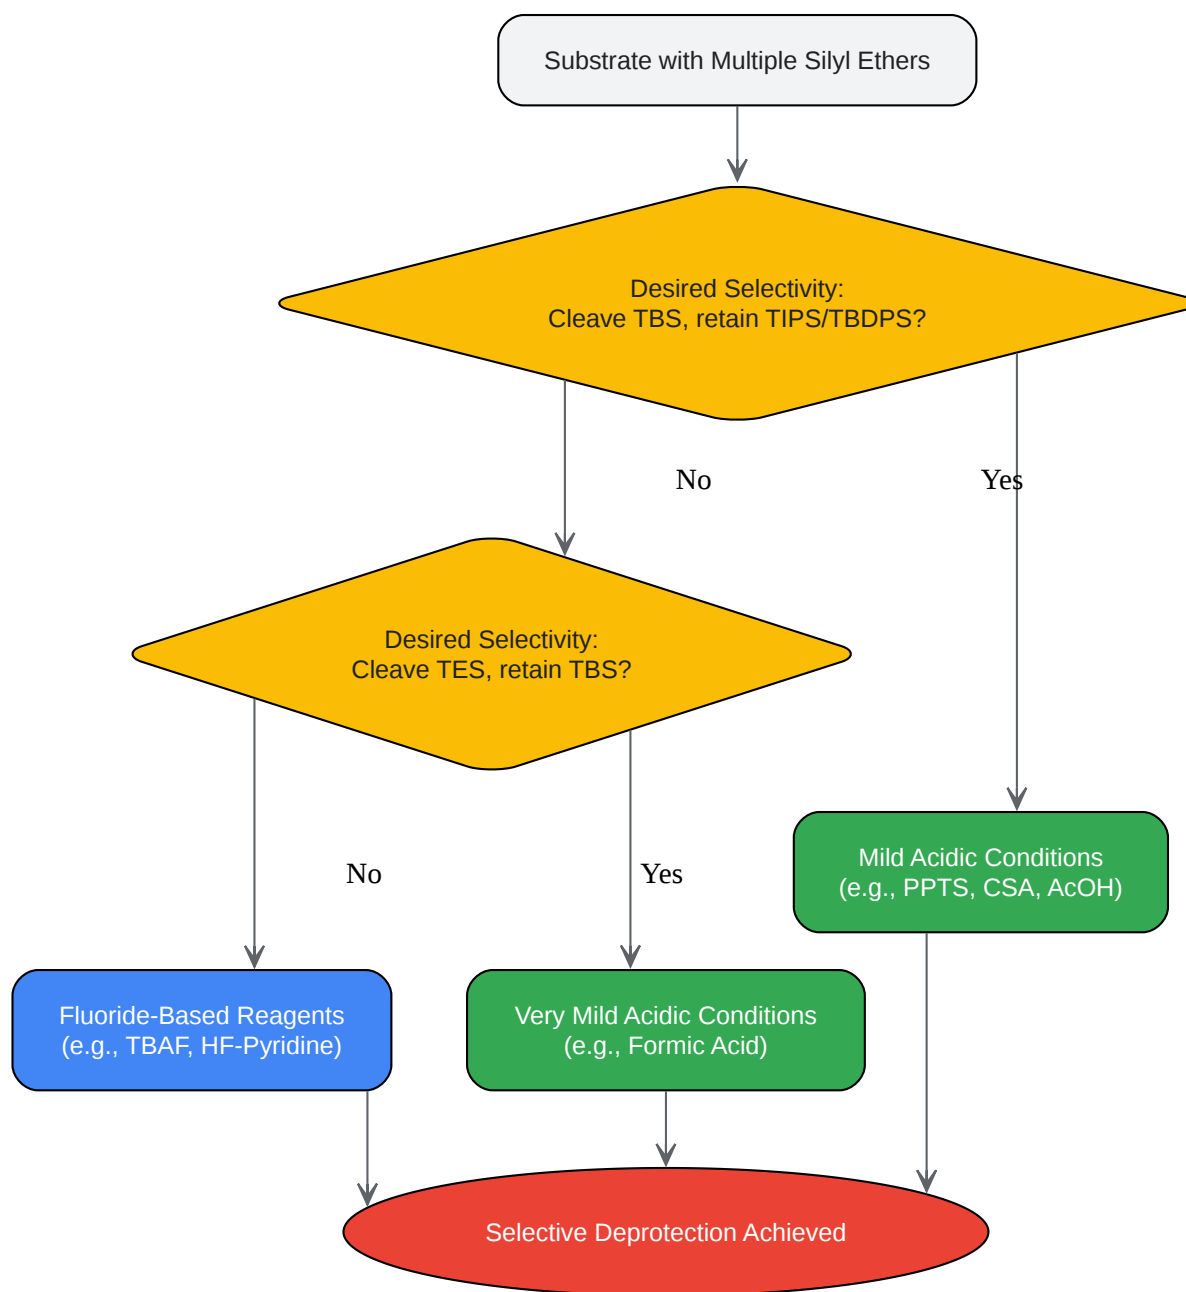 Substrate with Multiple Silyl Ethers
Desired Selectivity:
Cleave TBS, retain TIPS/TBDPS?
No
Yes
Desired Selectivity:
Cleave TES, retain TBS?
Mild Acidic Conditions
(e.g., PPTS, CSA, AcOH)
No
Yes
Fluoride-Based Reagents
(e.g., TBAF, HF-Pyridine)
Very Mild Acidic Conditions
(e.g., Formic Acid)
Selective Deprotection Achieved